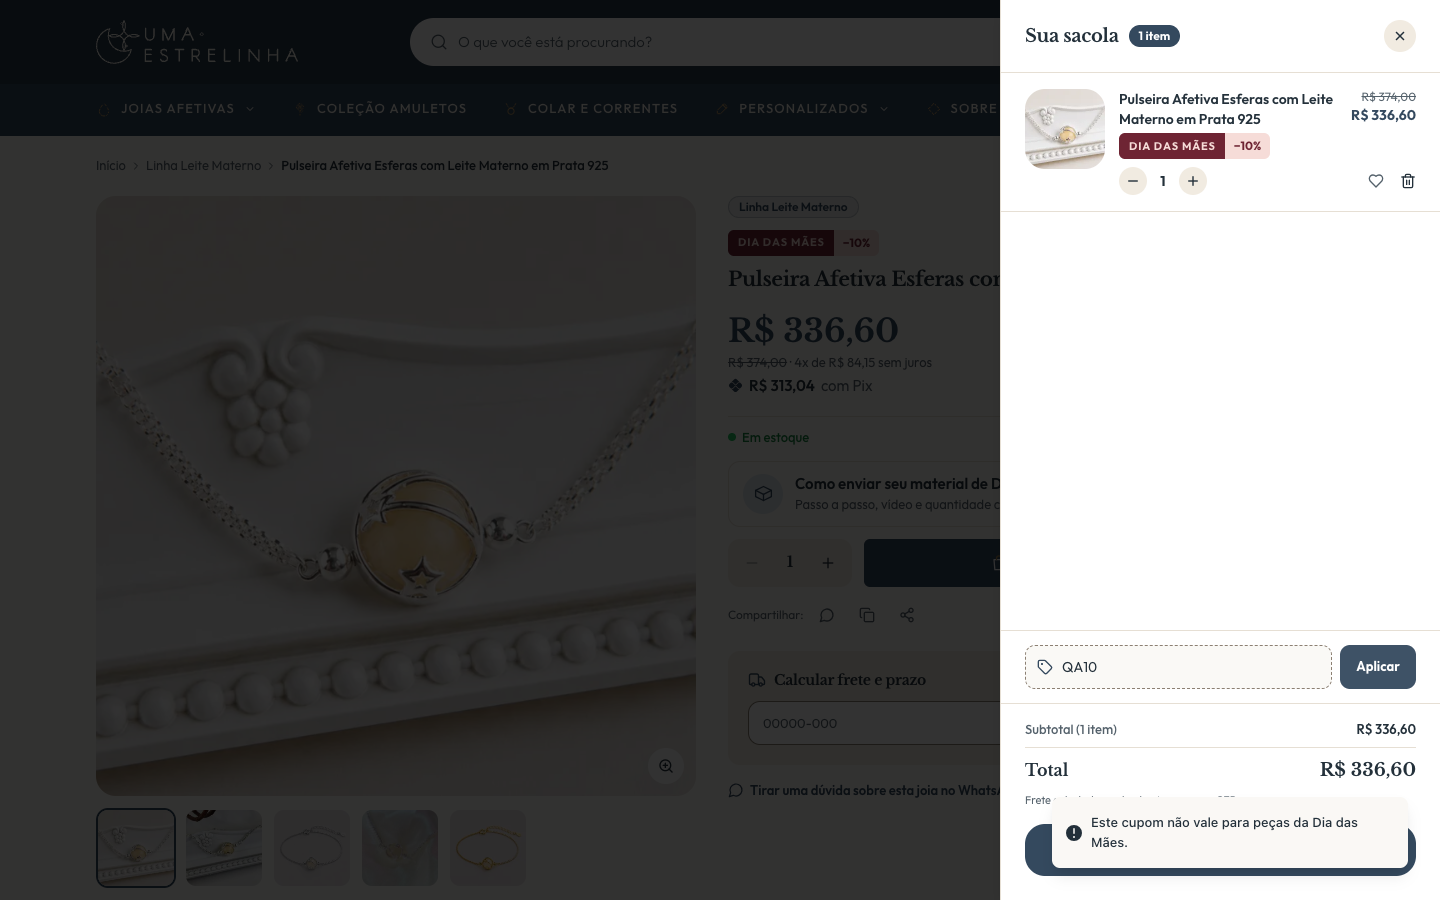 UMA
ESTRELINHA
O que você está procurando?
JOIAS AFETIVAS
COLEÇÃO AMULETOS
COLAR E CORRENTES
PERSONALIZADOS
SOBRE
Início > Linha Leite Materno > Pulseira Afetiva Esferas com Leite Materno em Prata 925
Linha Leite Materno
DIA DAS MÃES −10%
Pulseira Afetiva Esferas
R$ 336,60
R$ 374,00 · 4x de R$ 84,15 sem juros
R$ 313,04 com Pix
Em estoque
Como enviar seu material de
Passo a passo, vídeo e quantidade
1
Compartilhar:
Calcular frete e prazo
00000-000
Tirar uma dúvida sobre esta joia no
Sua sacola
1 item
Pulseira Afetiva Esferas com Leite
Materno em Prata 925
R$ 374,00
R$ 336,60
DIA DAS MÃES −10%
1
QA10
Aplicar
Subtotal (1 item) R$ 336,60
Total R$ 336,60
Frete
Este cupom não vale para peças da Dia das
Mães.